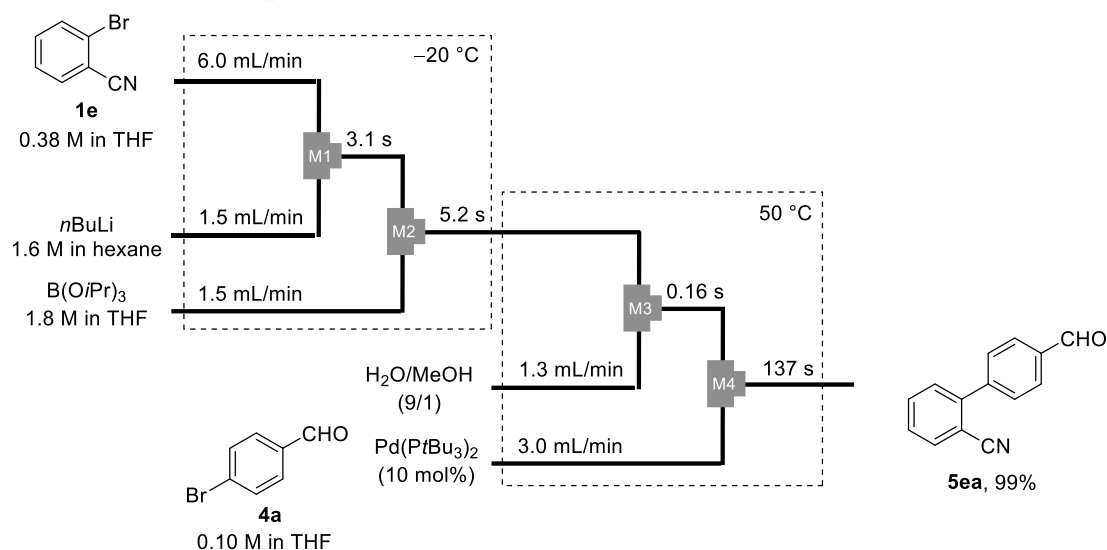 Br
6.0 mL/min
−20 °C
CN
1e
0.38 M in THF
M1
3.1 s
nBuLi
1.5 mL/min
1.6 M in hexane
M2
5.2 s
50 °C
B(OiPr)3
1.5 mL/min
1.8 M in THF
M3
0.16 s
H2O/MeOH
1.3 mL/min
(9/1)
M4
137 s
CHO
CN
5ea, 99%
CHO
Br
4a
0.10 M in THF
Pd(PtBu3)2
3.0 mL/min
(10 mol%)